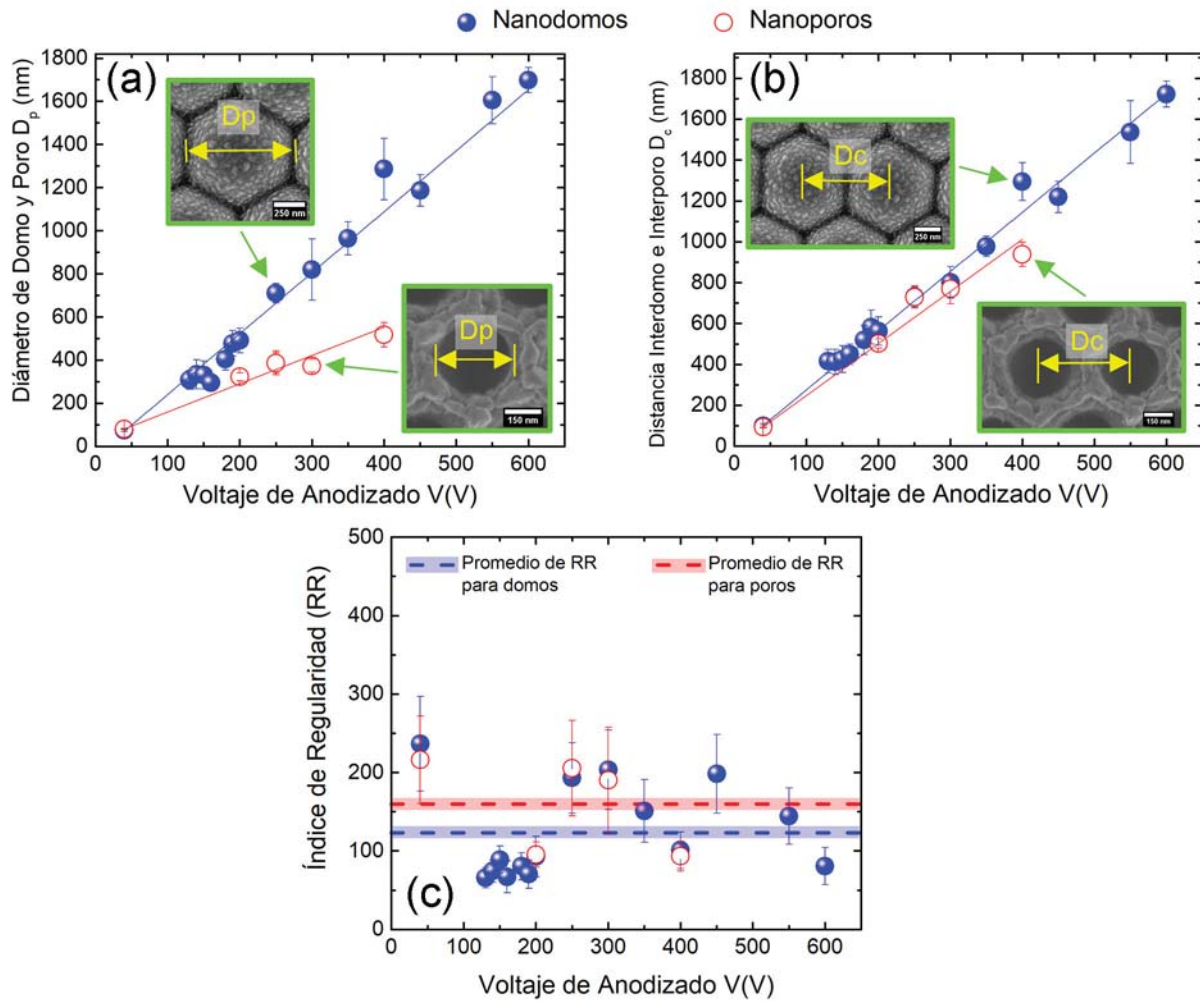 Nanodomos Nanoporos
(a)
Diámetro de Domo y Poro Dp (nm)
1800
1600
1400
1200
1000
800
600
400
200
0
Dp
250 nm
Dp
150 nm
0 100 200 300 400 500 600
Voltaje de Anodizado V(V)
(b)
Distancia Interdomo e Interporo Dc (nm)
1800
1600
1400
1200
1000
800
600
400
200
0
Dc
250 nm
Dc
150 nm
0 100 200 300 400 500 600
Voltaje de Anodizado V(V)
Índice de Regularidad (RR)
500
400
300
200
100
0
Promedio de RR
para domos
Promedio de RR
para poros
(c)
0 100 200 300 400 500 600
Voltaje de Anodizado V(V)